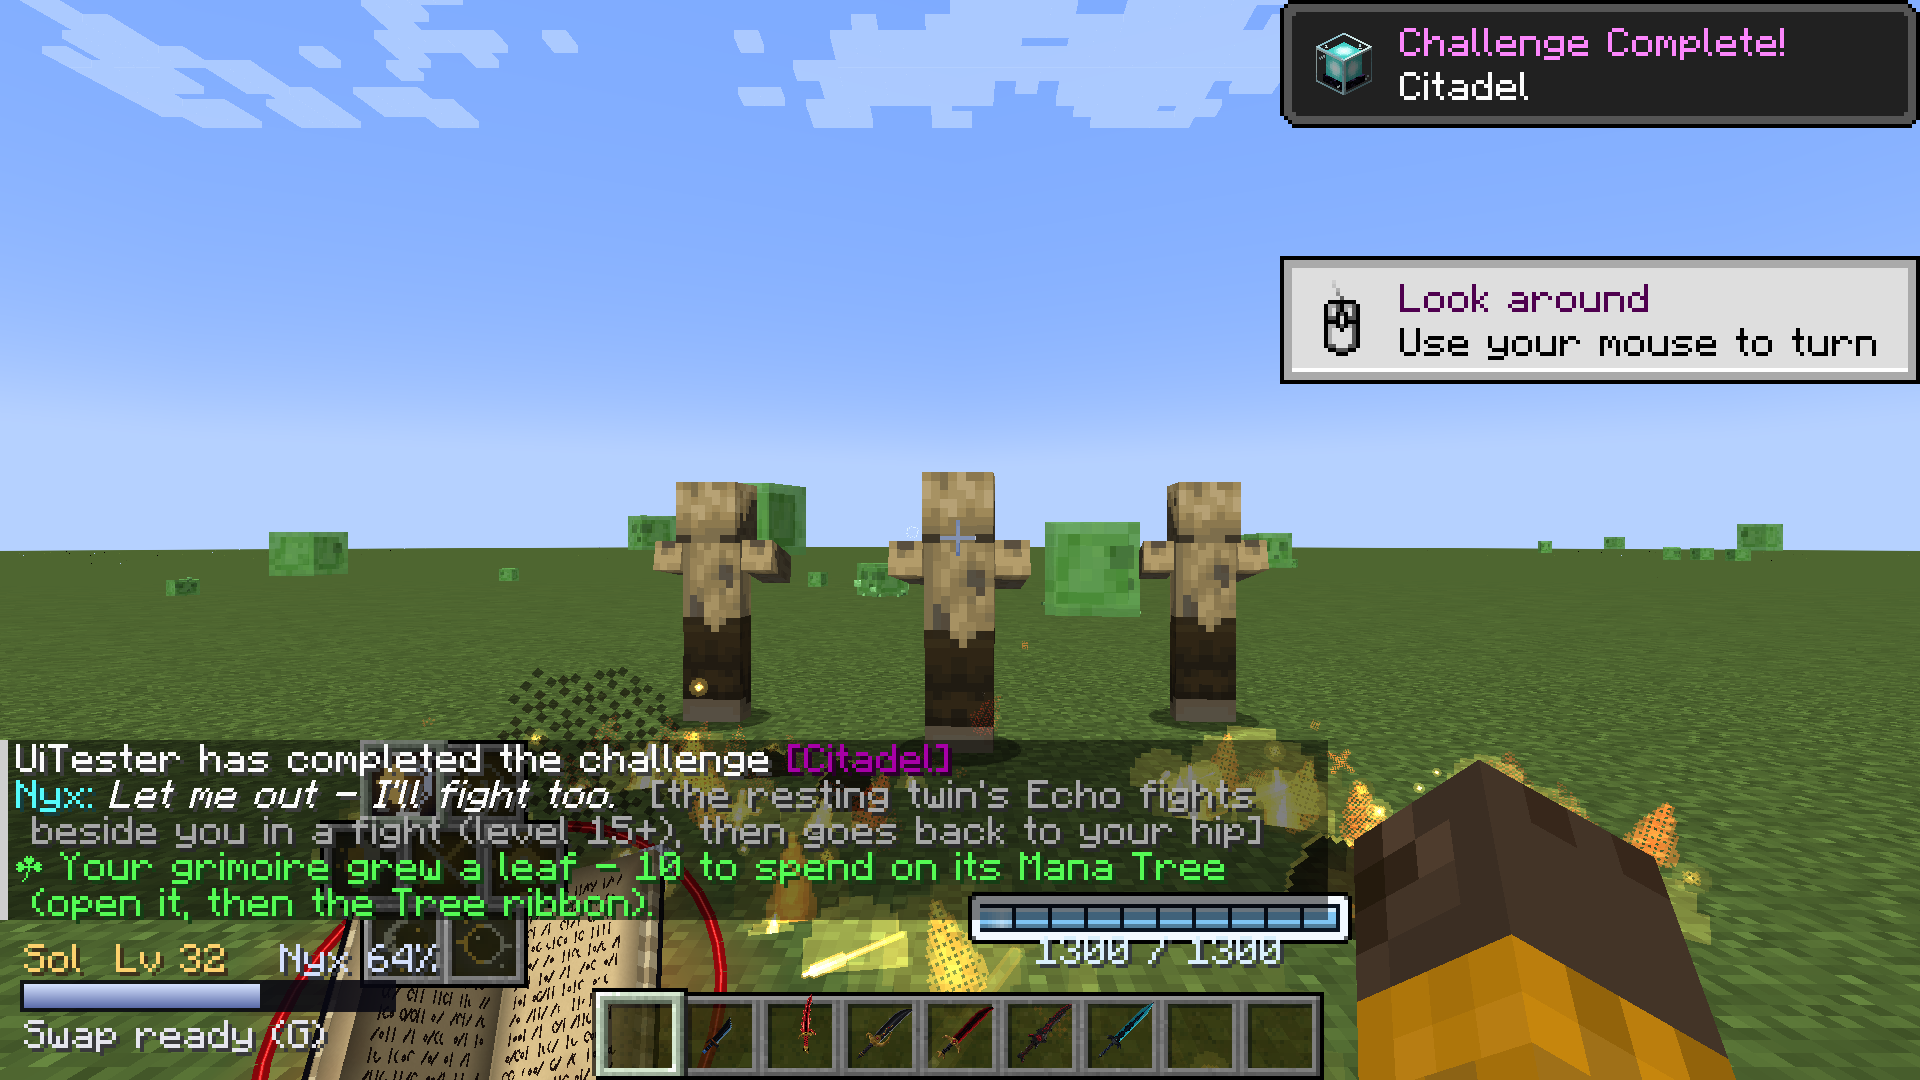 Challenge Complete!
Citadel
Look around
Use your mouse to turn
UiTester has completed the challenge [Citadel]
Nyx: Let me out – I'll fight too. [the resting twin's Echo fights
beside you in a fight (level 15+), then goes back to your hip]
☘ Your grimoire grew a leaf – 10 to spend on its Mana Tree
(open it, then the Tree ribbon).
1300 / 1300
Sol Lv 32 Nyx 64%
Swap ready (G)